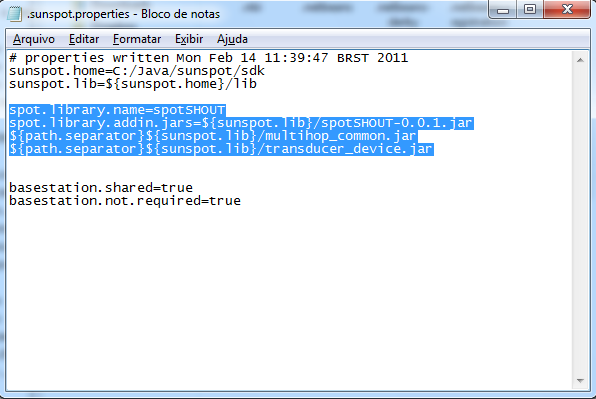 .sunspot.properties - Bloco de notas
Arquivo Editar Formatar Exibir Ajuda
# properties written Mon Feb 14 11:39:47 BRST 2011
sunspot.home=C:/Java/sunspot/sdk
sunspot.lib=${sunspot.home}/lib
spot.library.name=spotSHOUT
spot.library.addin.jars=${sunspot.lib}/spotSHOUT-0.0.1.jar
${path.separator}${sunspot.lib}/multihop_common.jar
${path.separator}${sunspot.lib}/transducer_device.jar
basestation.shared=true
basestation.not.required=true